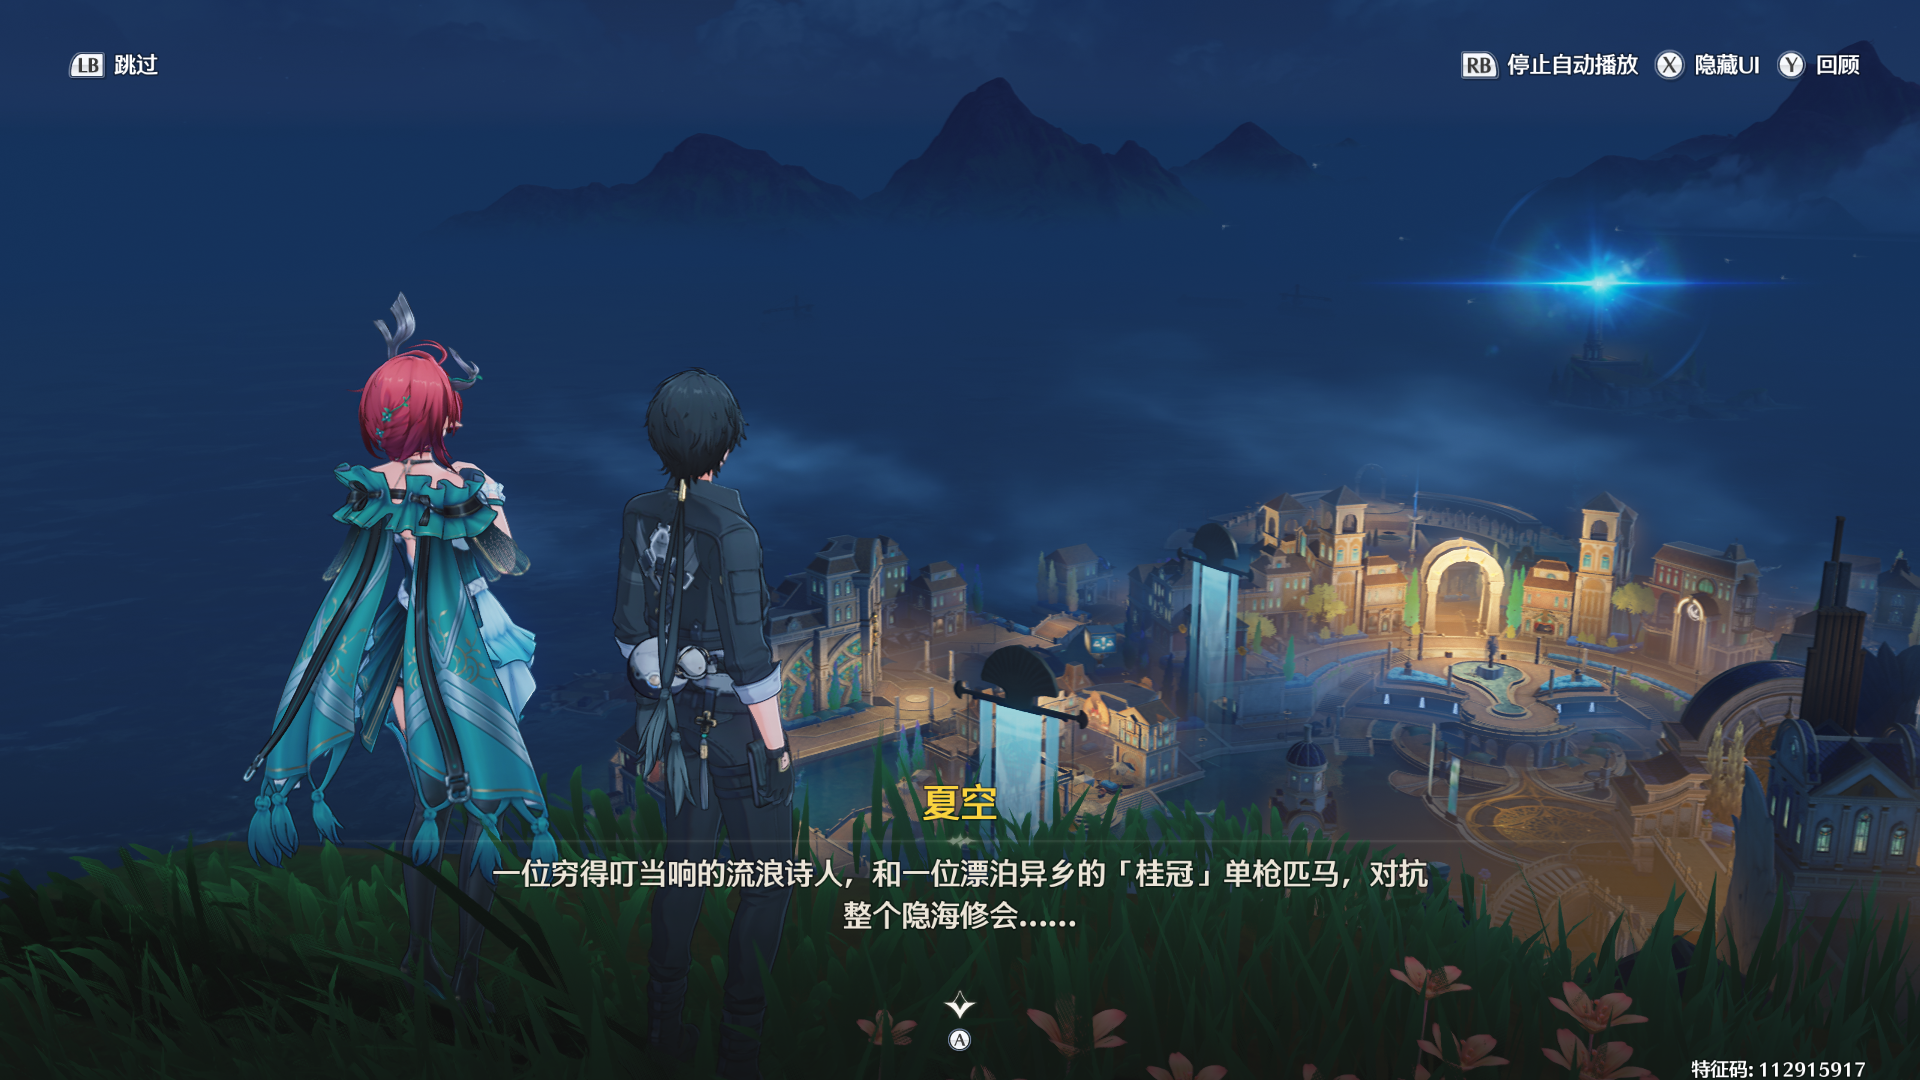 LB 跳过
RB 停止自动播放 X 隐藏UI Y 回顾
夏空
一位穷得叮当响的流浪诗人，和一位漂泊异乡的「桂冠」单枪匹马，对抗
整个隐海修会……
A
特征码: 112915917